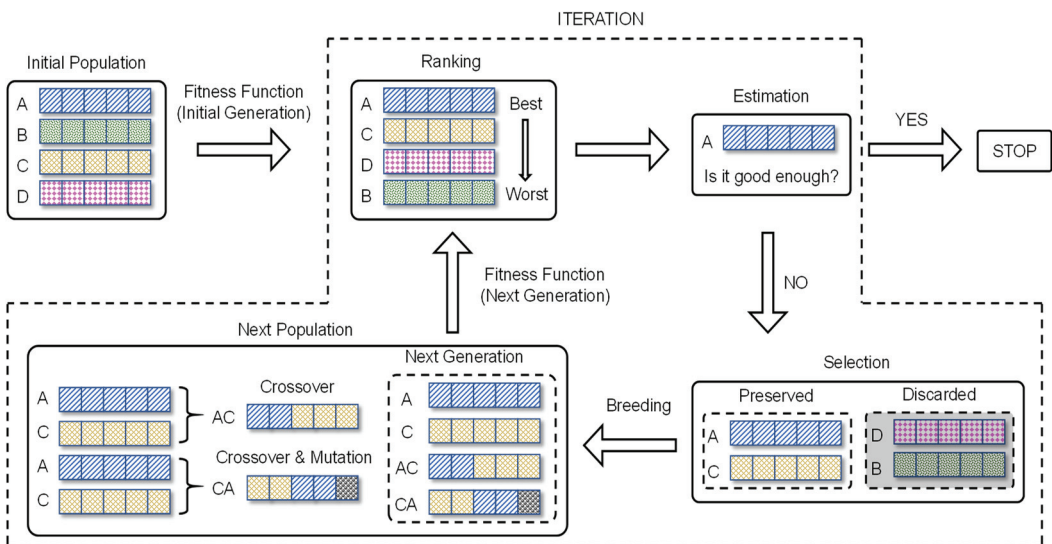 ITERATION
Initial Population
A
B
C
D
Fitness Function
(Initial Generation)
Ranking
A
C
D
B
Best
Worst
Estimation
A
Is it good enough?
YES
STOP
NO
Selection
Preserved
A
C
Discarded
D
B
Breeding
Next Population
A
C
A
C
Crossover
AC
Crossover & Mutation
CA
Next Generation
A
C
AC
CA
Fitness Function
(Next Generation)